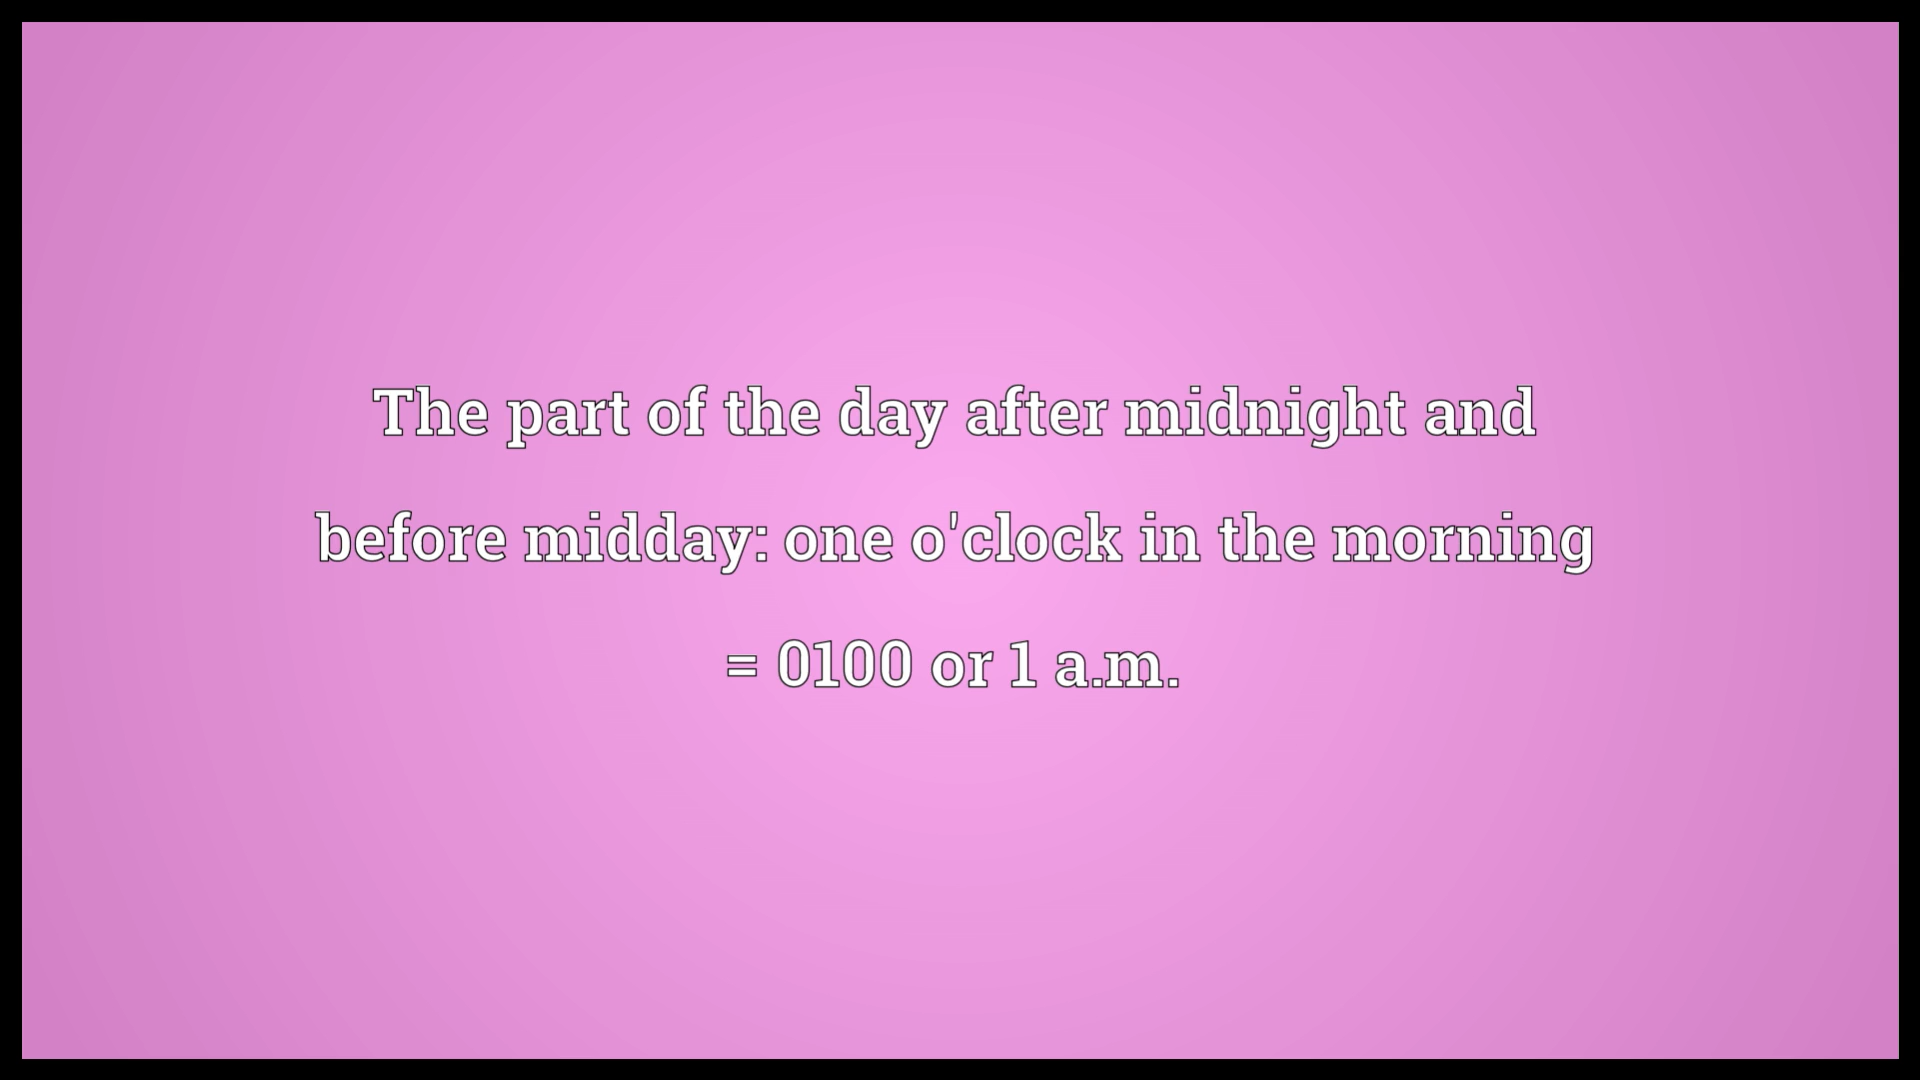 The part of the day after midnight and
before midday: one o'clock in the morning
= 0100 or 1 a.m.